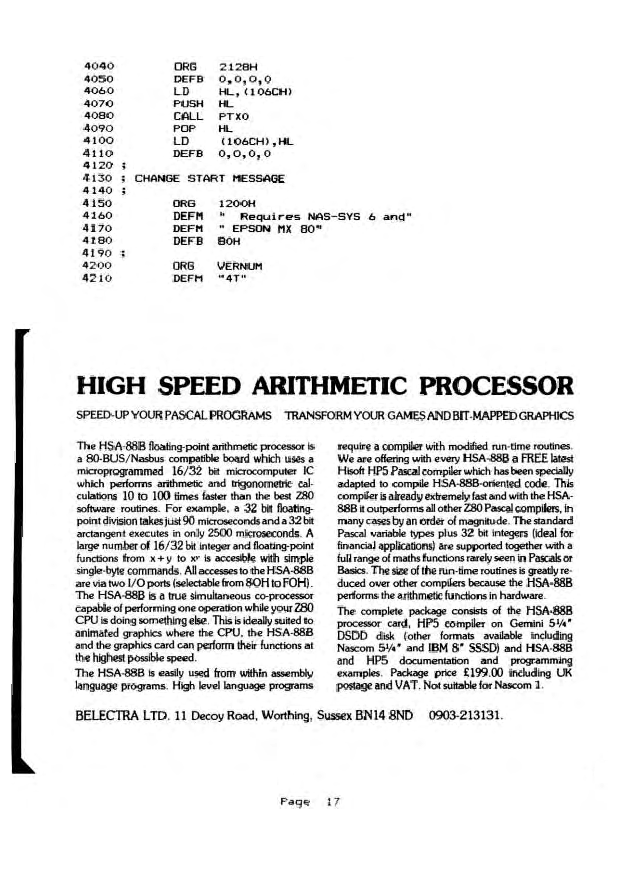 4040 ORG 2128H
4050 DEFB 0,0,0,0
4060 LD HL,(106CH)
4070 PUSH HL
4080 CALL PTX0
4090 POP HL
4100 LD (106CH),HL
4110 DEFB 0,0,0,0
4120 ;
4130 ; CHANGE START MESSAGE
4140 ;
4150 ORG 1200H
4160 DEFM " Requires NAS-SYS 6 and"
4170 DEFM " EPSON MX 80"
4180 DEFB 80H
4190 ;
4200 ORG VERNUM
4210 DEFM "4T"
HIGH SPEED ARITHMETIC PROCESSOR
SPEED-UP YOUR PASCAL PROGRAMS TRANSFORM YOUR GAMES AND BIT-MAPPED GRAPHICS
The HSA-88B floating-point arithmetic processor is
a 80-BUS/Nasbus compatible board which uses a
microprogrammed 16/32 bit microcomputer IC
which performs arithmetic and trigonometric cal-
culations 10 to 100 times faster than the best Z80
software routines. For example, a 32 bit floating-
point division takes just 90 microseconds and a 32 bit
arctangent executes in only 2500 microseconds. A
large number of 16/32 bit integer and floating-point
functions from x+y to xʸ is accesible with simple
single-byte commands. All accesses to the HSA-88B
are via two I/O ports (selectable from 80H to F0H).
The HSA-88B is a true simultaneous co-processor
capable of performing one operation while your Z80
CPU is doing something else. This is ideally suited to
animated graphics where the CPU, the HSA-88B
and the graphics card can perform their functions at
the highest possible speed.
The HSA-88B is easily used from within assembly
language programs. High level language programs
require a compiler with modified run-time routines.
We are offering with every HSA-88B a FREE latest
Hisoft HP5 Pascal compiler which has been specially
adapted to compile HSA-88B-oriented code. This
compiler is already extremely fast and with the HSA-
88B it outperforms all other Z80 Pascal compilers, in
many cases by an order of magnitude. The standard
Pascal variable types plus 32 bit integers (ideal for
financial applications) are supported together with a
full range of maths functions rarely seen in Pascals or
Basics. The size of the run-time routines is greatly re-
duced over other compilers because the HSA-88B
performs the arithmetic functions in hardware.
The complete package consists of the HSA-88B
processor card, HP5 compiler on Gemini 5¼"
DSDD disk (other formats available including
Nascom 5¼" and IBM 8" SSSD) and HSA-88B
and HP5 documentation and programming
examples. Package price £199.00 including UK
postage and VAT. Not suitable for Nascom 1.
BELECTRA LTD. 11 Decoy Road, Worthing, Sussex BN14 8ND 0903-213131.
Page 17